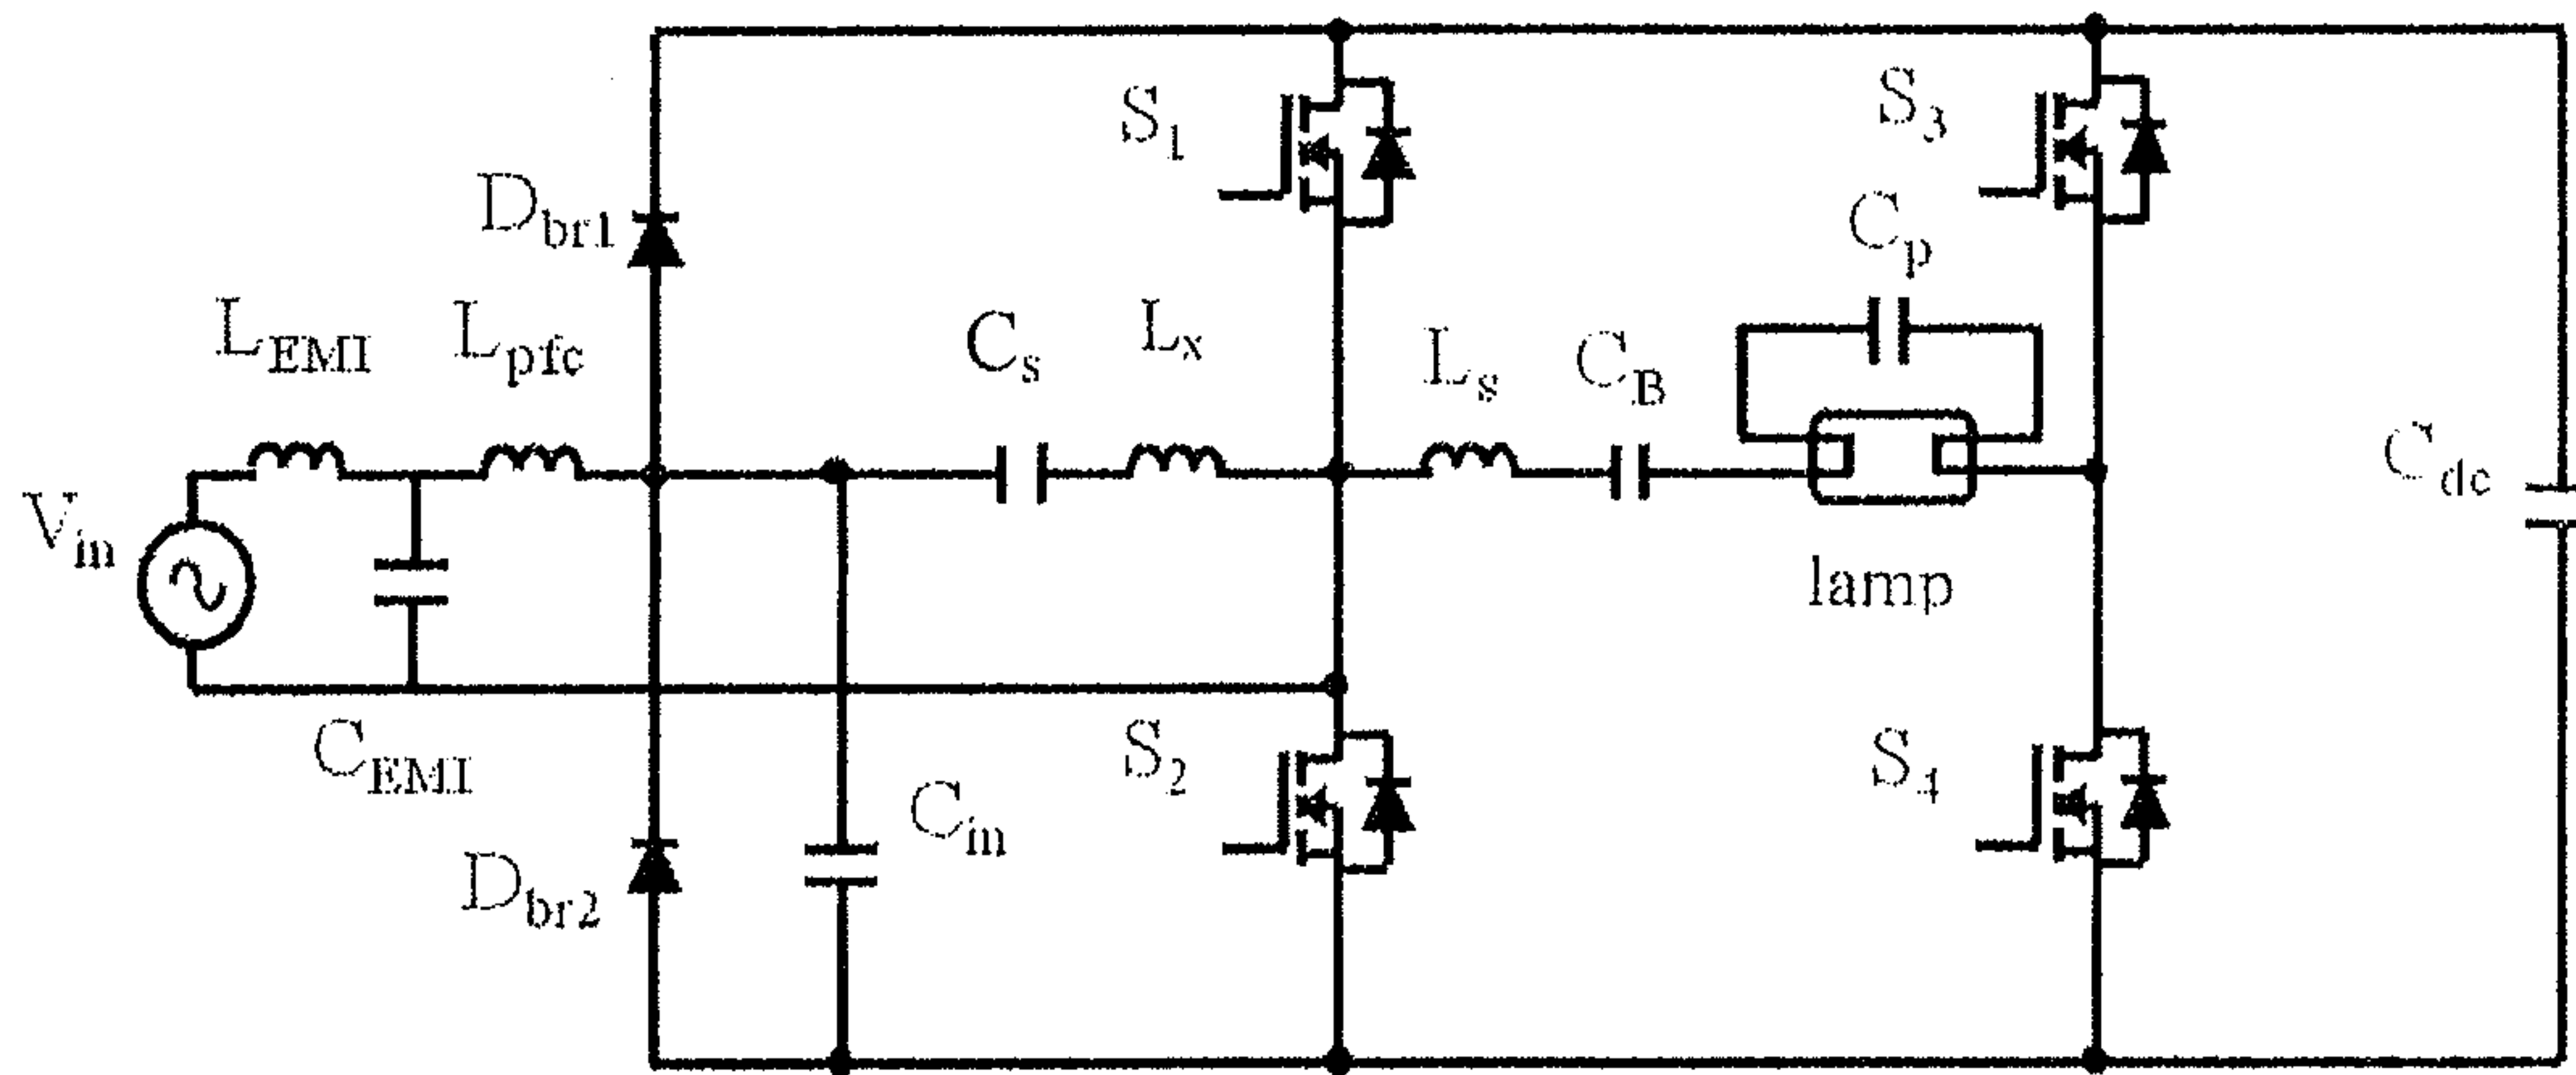 S1
S3
Dbr1
Cp
LEMI
Lpfc
Cs
Lx
Ls
CB
Cdc
Vin
lamp
CEMI
S2
S4
Cin
Dbr2